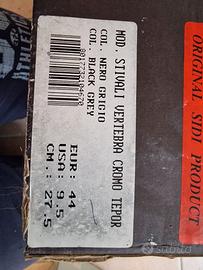 MOD. STIVALI VERTEBRA CROMO TEPOR
COL. NERO GRIGIO
COL. BLACK GREY
EUR: 44
USA: 9.5
CM.: 27.5
ORIGINAL SIDI PRODUCT
subito